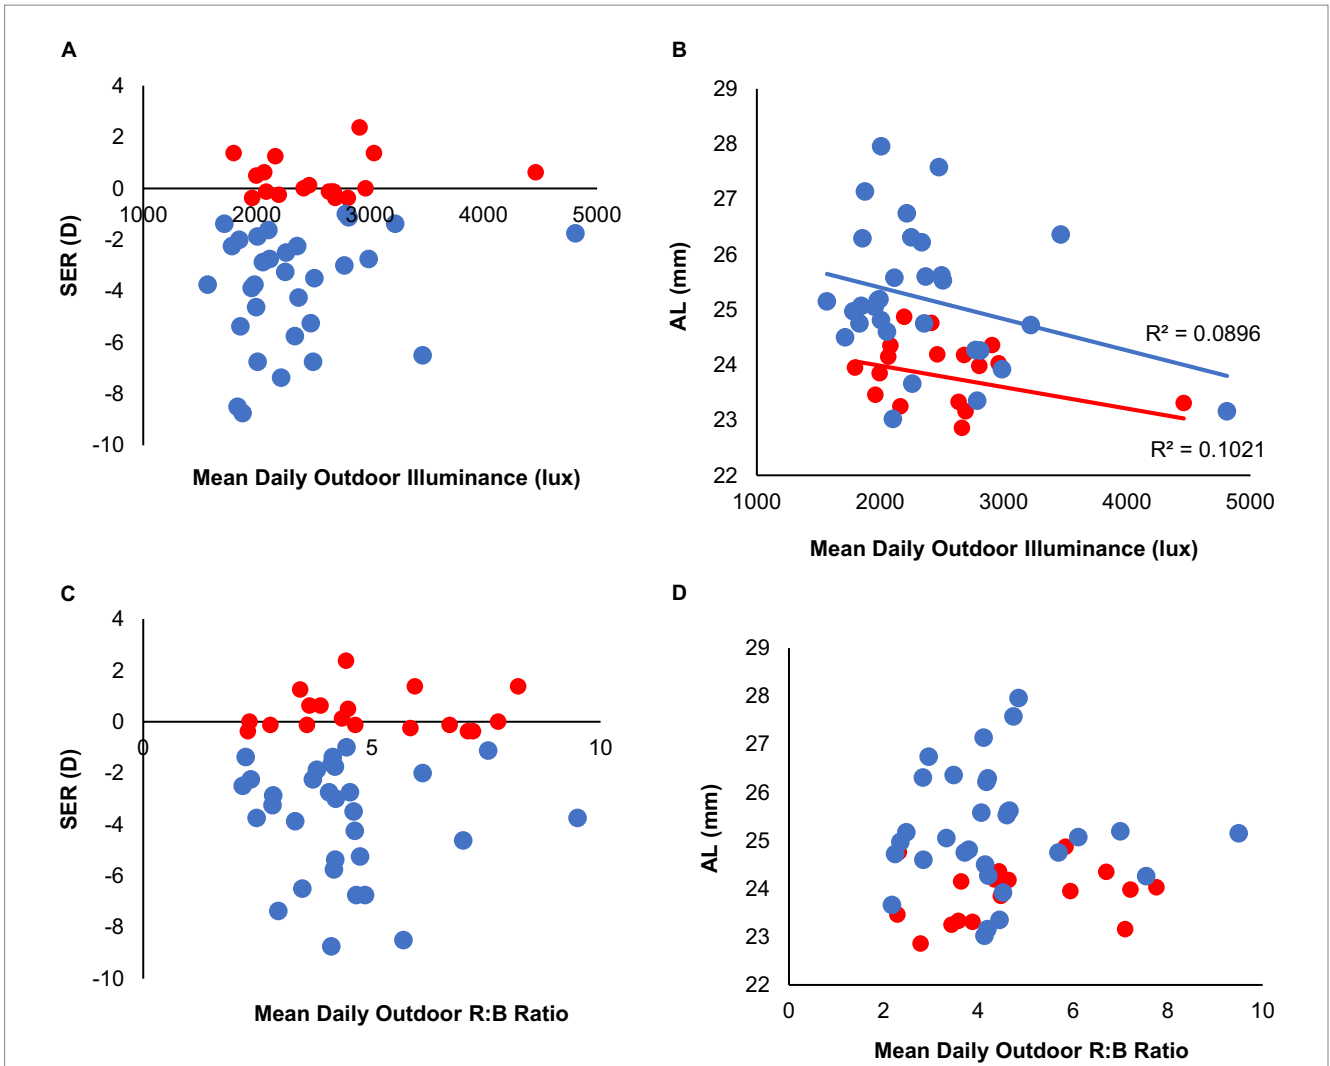 A
4
2
0
-2
-4
-6
-8
-10
SER (D)
1000 2000 3000 4000 5000
Mean Daily Outdoor Illuminance (lux)
B
29
28
27
26
25
24
23
22
AL (mm)
R² = 0.0896
R² = 0.1021
1000 2000 3000 4000 5000
Mean Daily Outdoor Illuminance (lux)
C
4
2
0
-2
-4
-6
-8
-10
SER (D)
0 5 10
Mean Daily Outdoor R:B Ratio
D
29
28
27
26
25
24
23
22
AL (mm)
0 2 4 6 8 10
Mean Daily Outdoor R:B Ratio